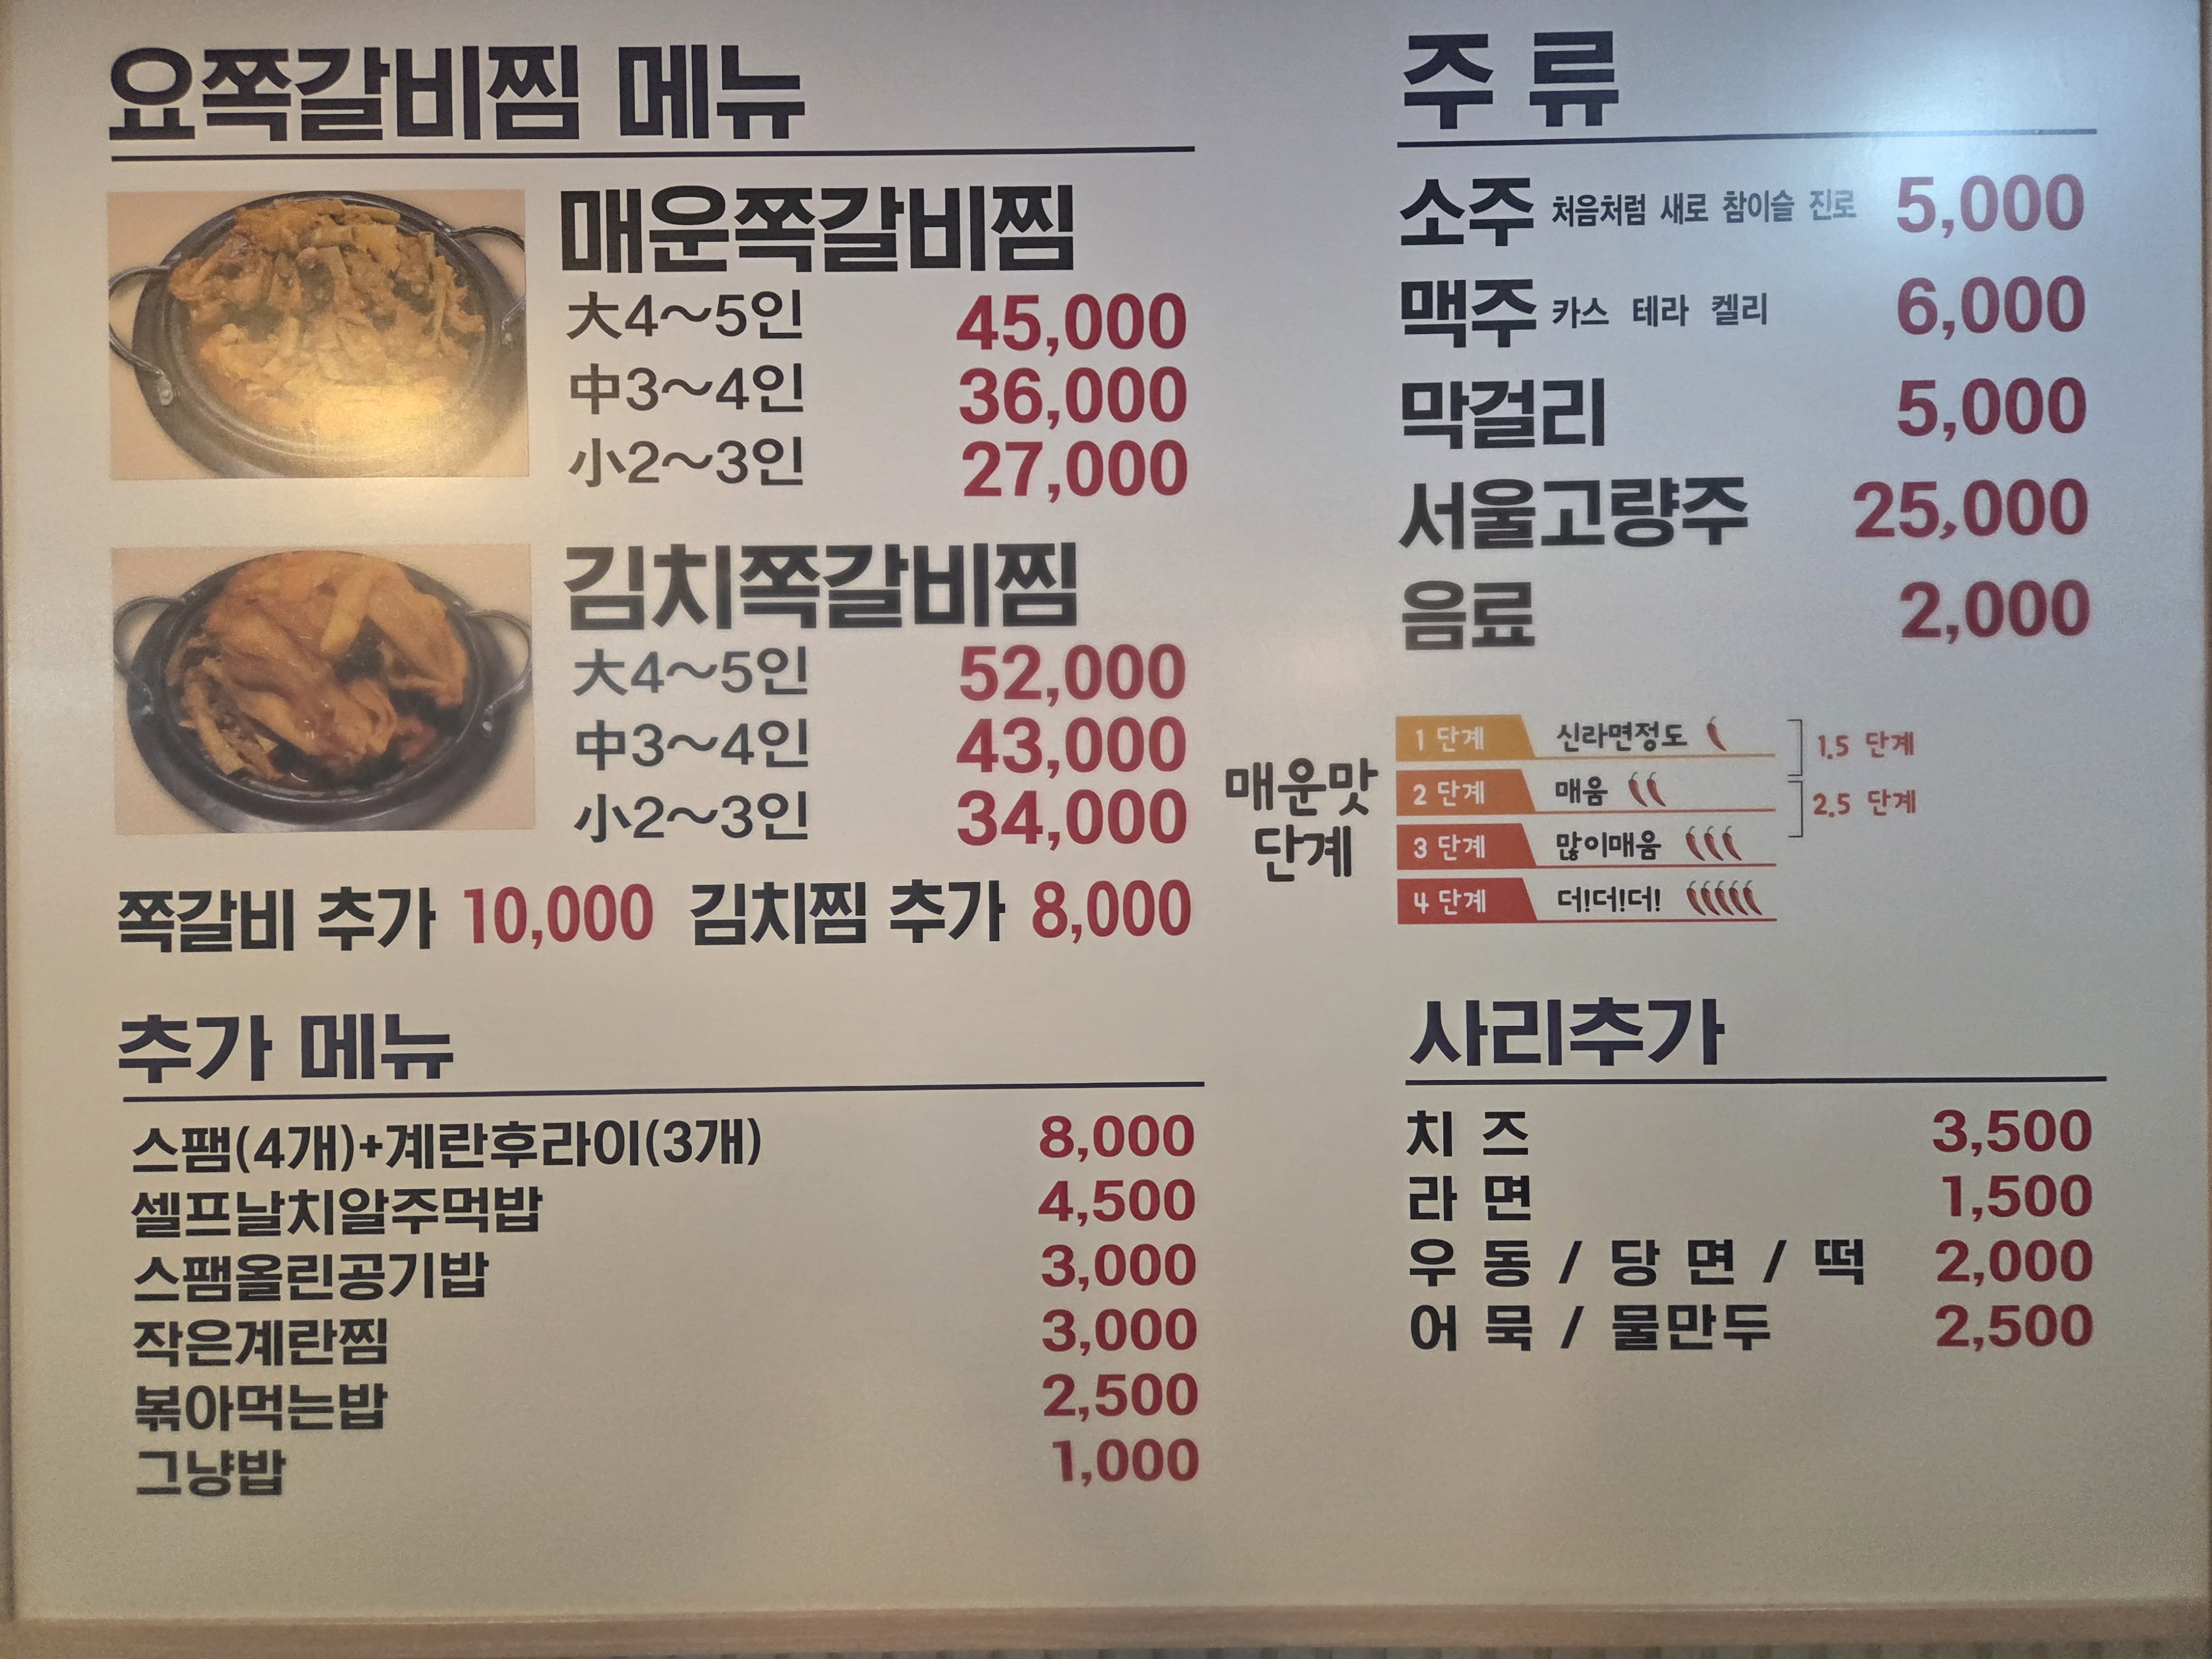 요쪽갈비찜 메뉴
매운쪽갈비찜
大4~5인 45,000
中3~4인 36,000
小2~3인 27,000
김치쪽갈비찜
大4~5인 52,000
中3~4인 43,000
小2~3인 34,000
쪽갈비 추가 10,000 김치찜 추가 8,000
추가 메뉴
스팸(4개)+계란후라이(3개) 8,000
셀프날치알주먹밥 4,500
스팸올린공기밥 3,000
작은계란찜 3,000
볶아먹는밥 2,500
그냥밥 1,000
주 류
소주 처음처럼 새로 참이슬 진로 5,000
맥주 카스 테라 켈리 6,000
막걸리 5,000
서울고량주 25,000
음료 2,000
매운맛
단계
1 단계 신라면정도
1.5 단계
2 단계 매움
2.5 단계
3 단계 많이매움
4 단계 더!더!더!
사리추가
치 즈 3,500
라 면 1,500
우 동 / 당 면 / 떡 2,000
어 묵 / 물만두 2,500